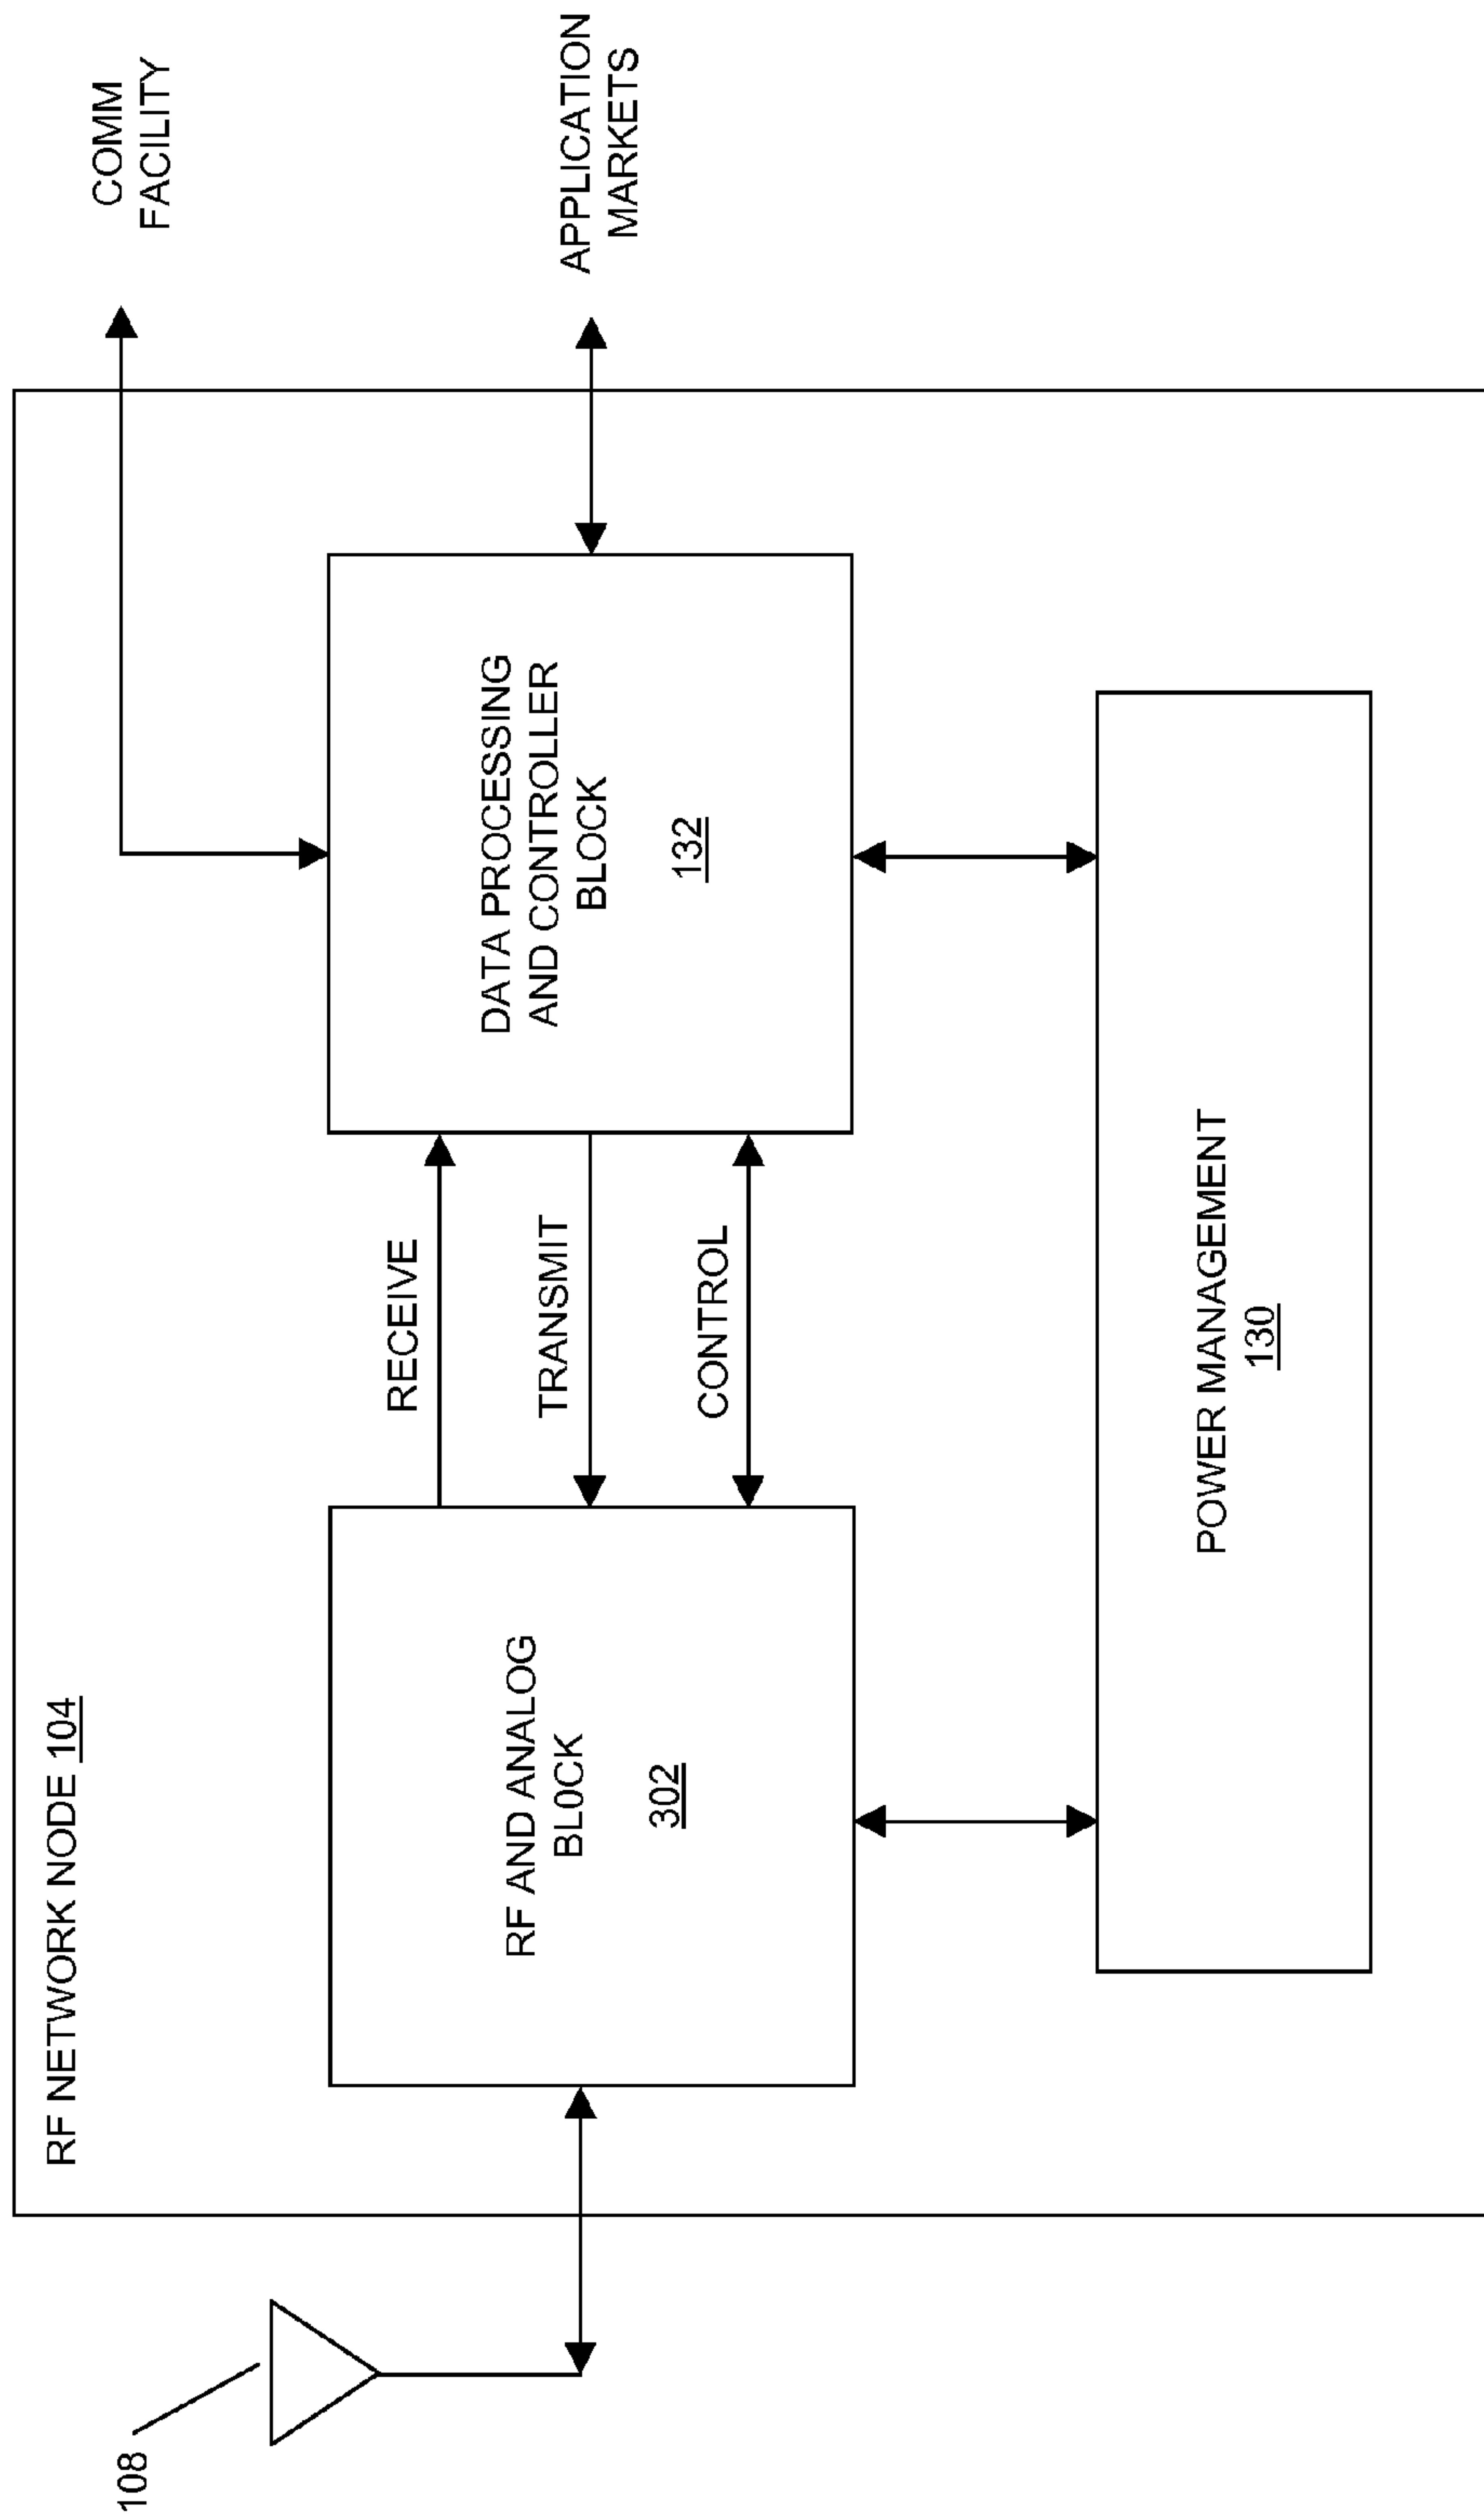 RF NETWORK NODE 104
COMM
FACILITY
108
RECEIVE
DATA PROCESSING
AND CONTROLLER
BLOCK
132
RF AND ANALOG
BLOCK
302
TRANSMIT
APPLICATION
MARKETS
CONTROL
POWER MANAGEMENT
130